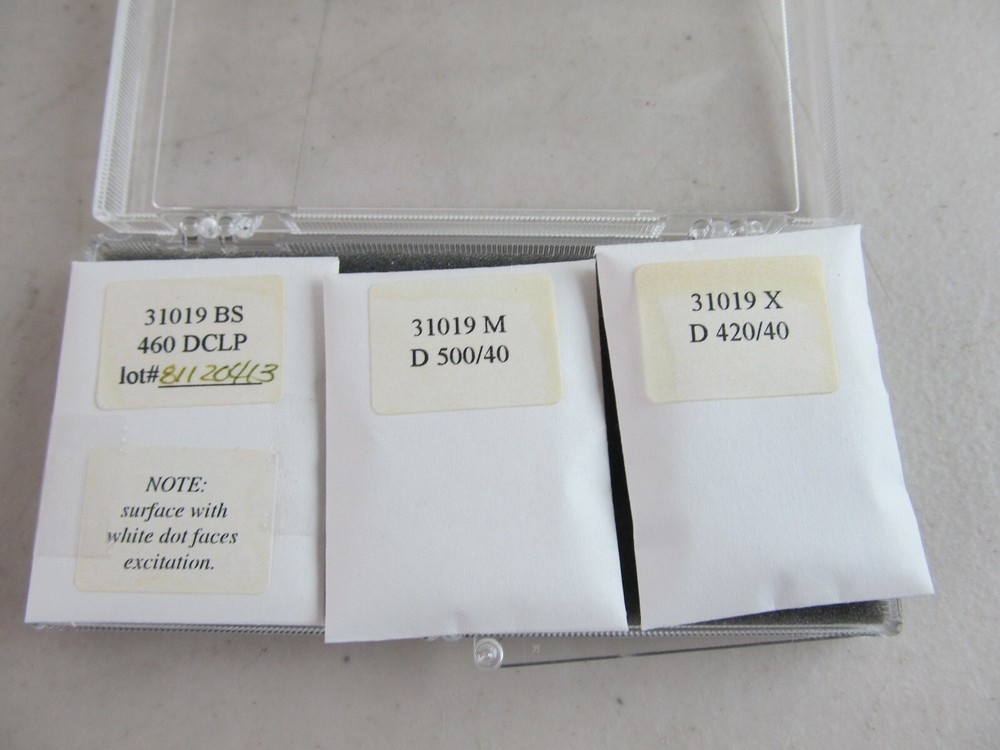 31019 BS
460 DCLP
lot# 81120413
NOTE:
surface with
white dot faces
excitation.
31019 M
D 500/40
31019 X
D 420/40